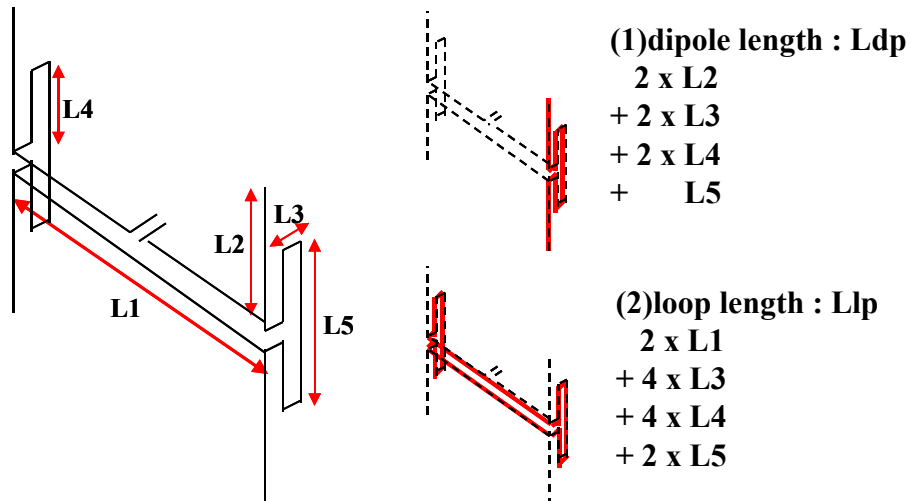 L4
L3
L2
L1
L5
(1)dipole length : Ldp
2 x L2
+ 2 x L3
+ 2 x L4
+ L5
(2)loop length : Llp
2 x L1
+ 4 x L3
+ 4 x L4
+ 2 x L5